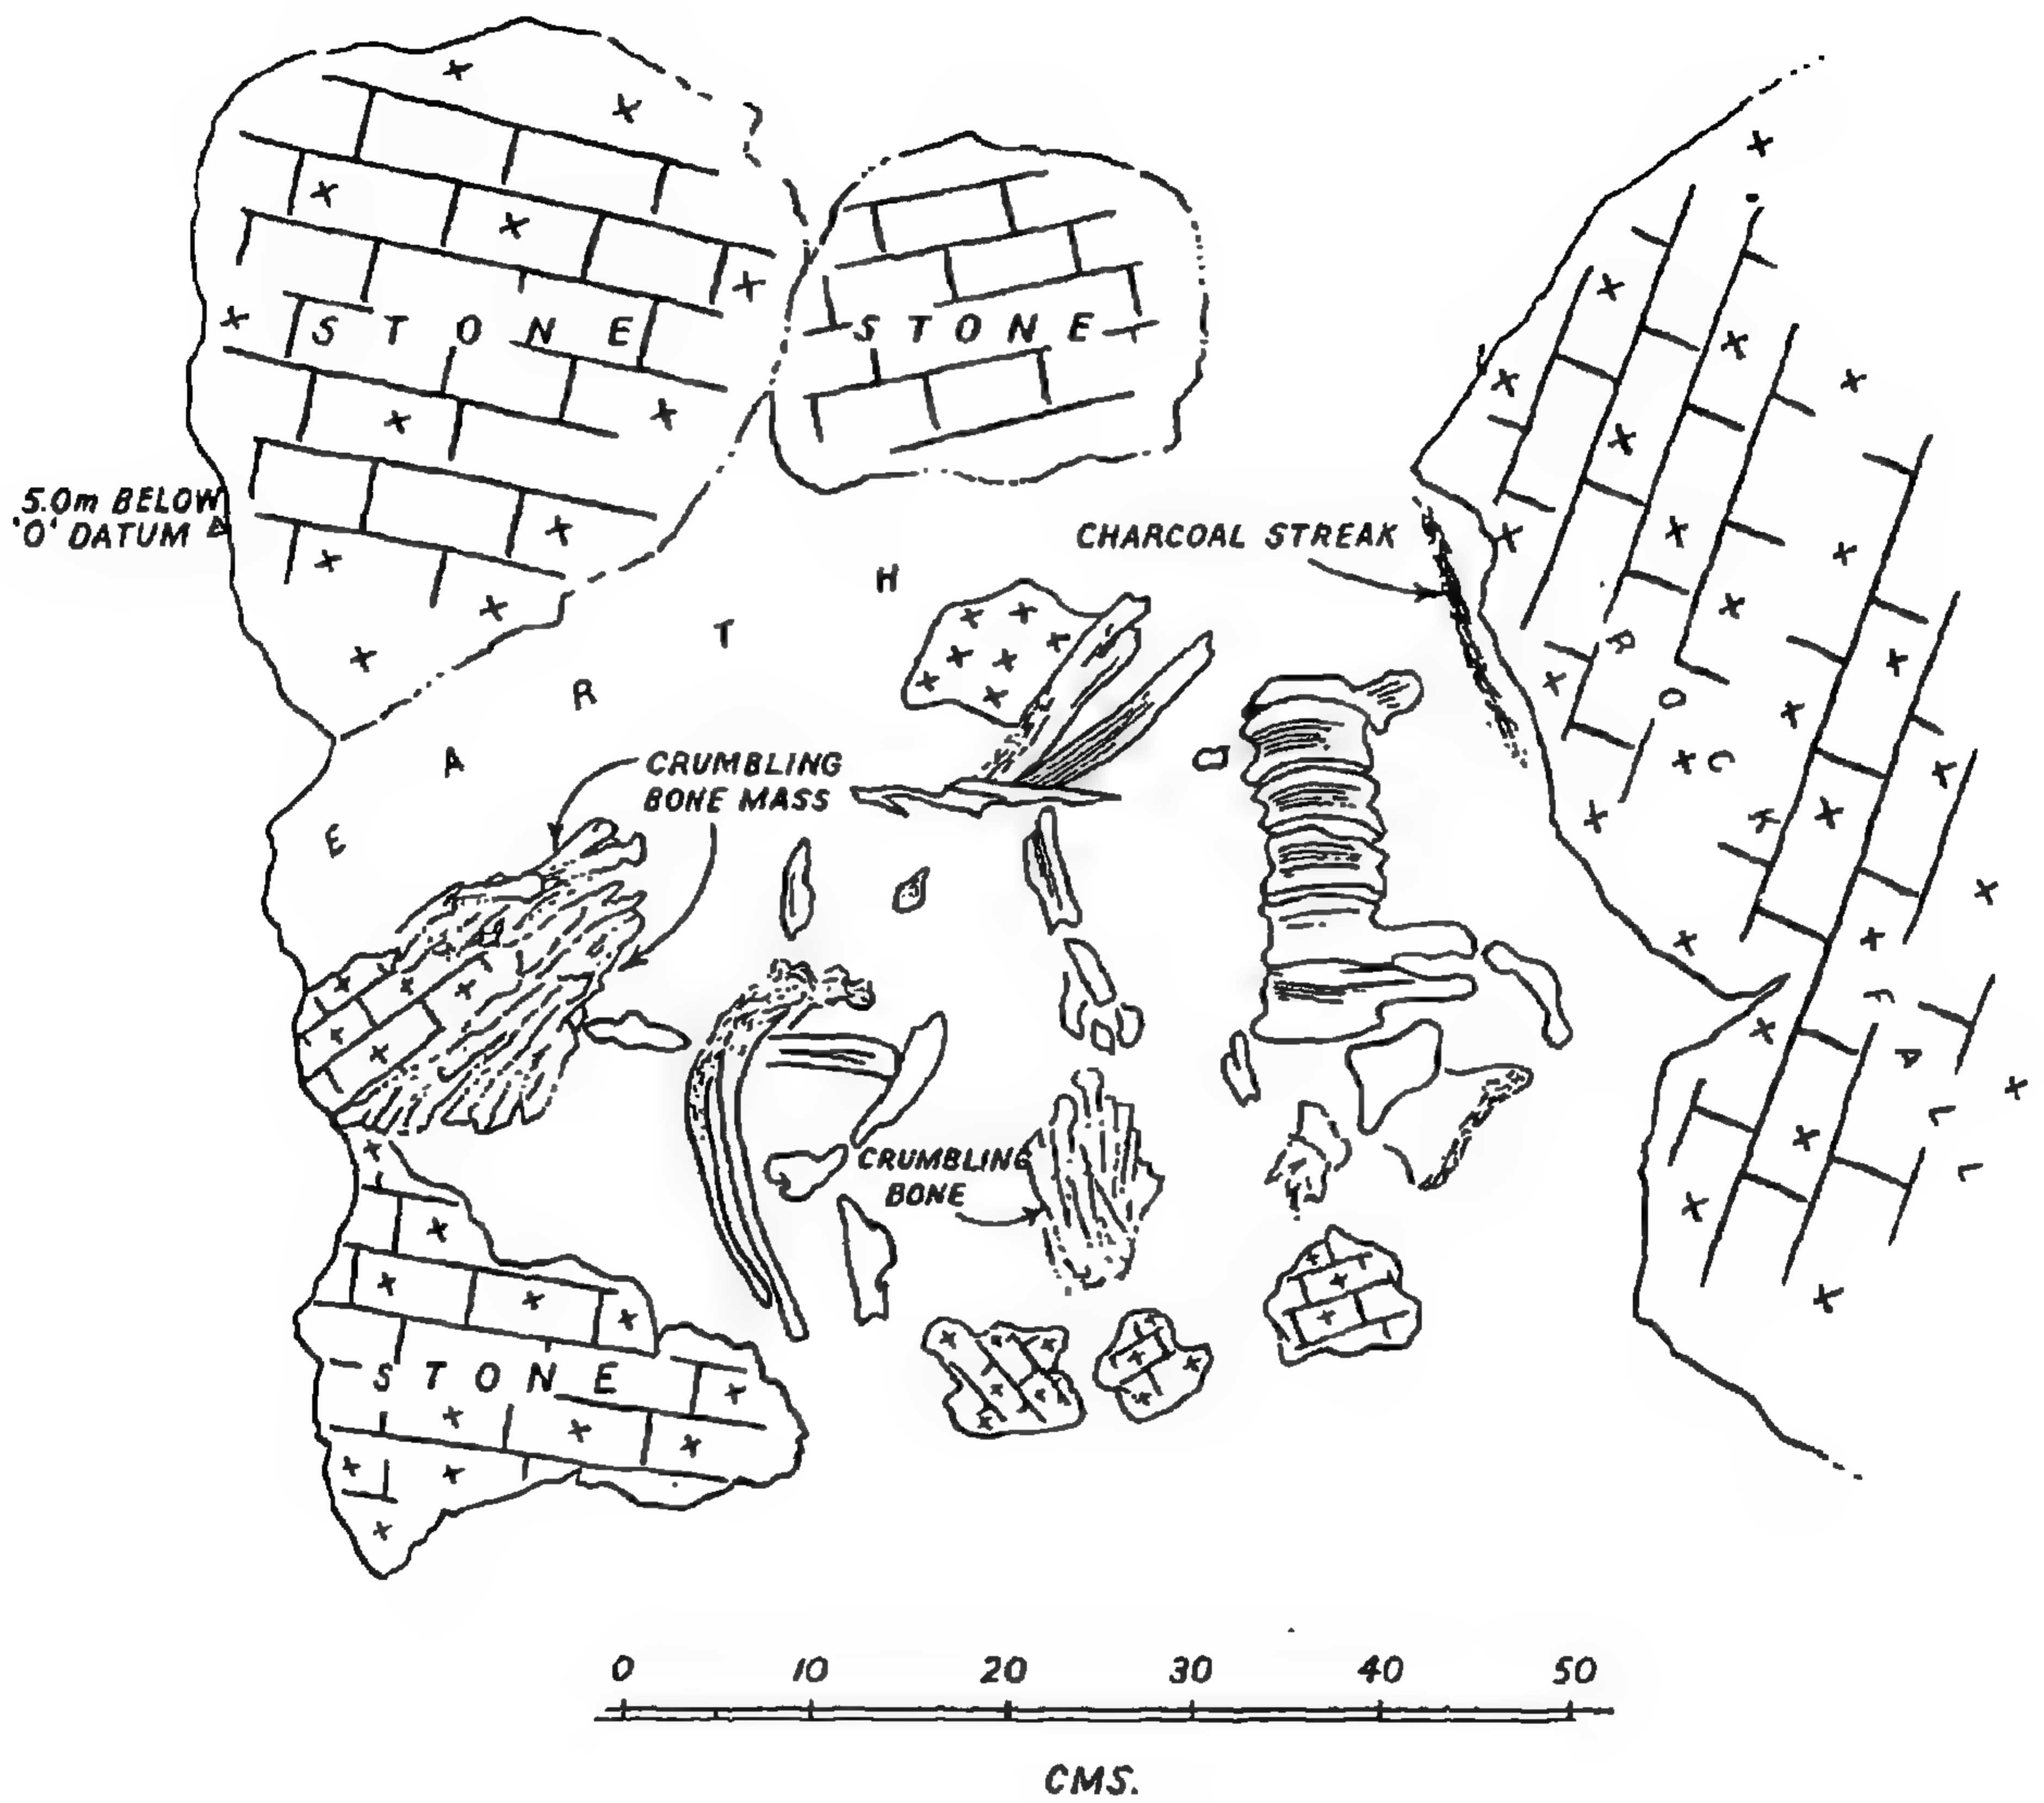 STONE
STONE
5.0m BELOW
'O' DATUM
CHARCOAL STREAK
EARTH
ROCK
FALL
CRUMBLING
BONE MASS
CRUMBLING
BONE
STONE
0 10 20 30 40 50
CMS.